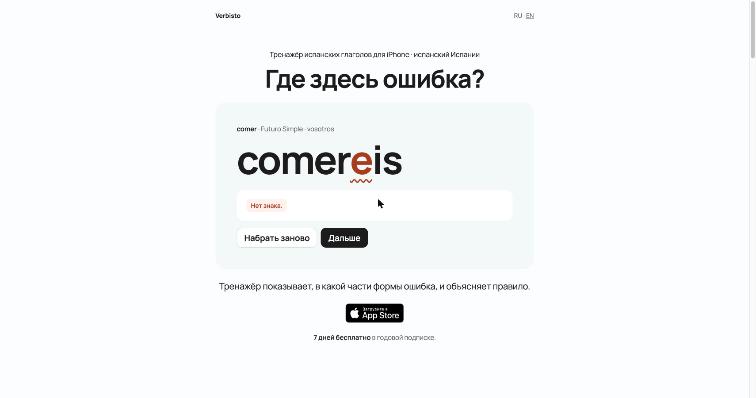 Verbisto
RU EN
Тренажёр испанских глаголов для iPhone · испанский Испании
Где здесь ошибка?
comer · Futuro Simple · vosotros
comereis
Нет знака.
Набрать заново
Дальше
Тренажёр показывает, в какой части формы ошибка, и объясняет правило.
Загрузите в
App Store
7 дней бесплатно в годовой подписке.